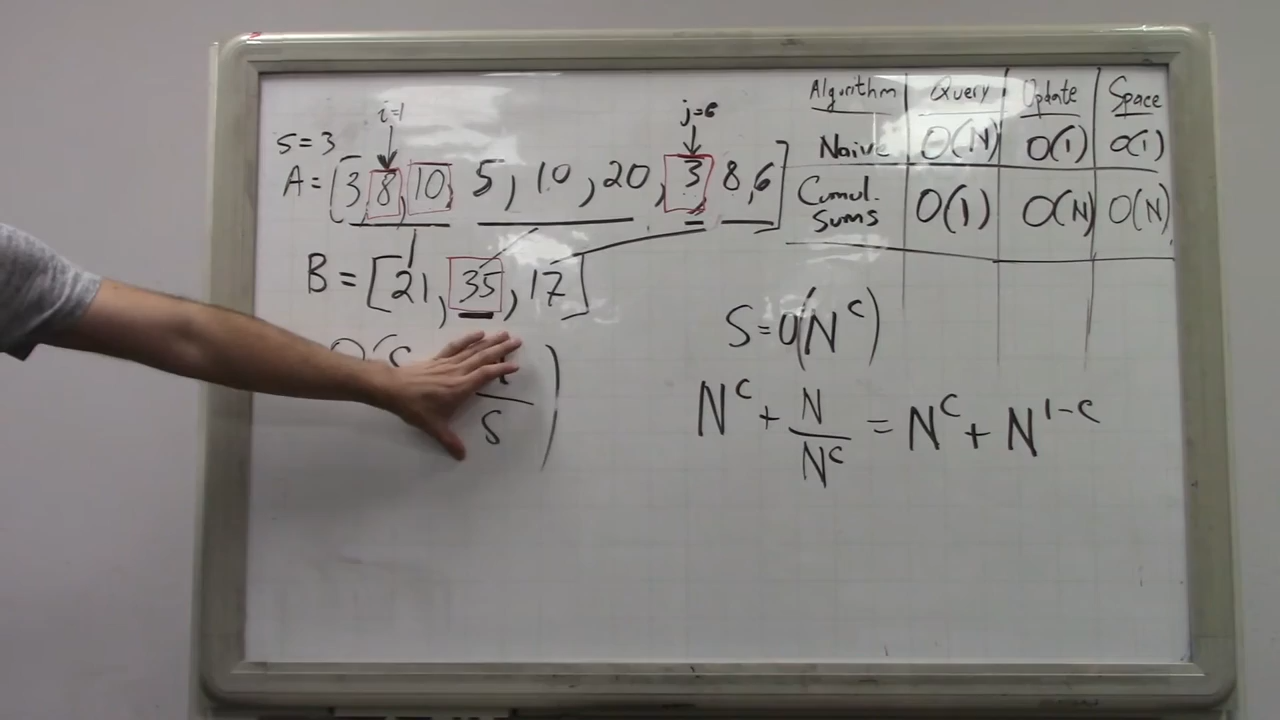 i=1
j=6
S=3
A=[3,8,10, 5,10,20,3 8,6]
B=[21,35,17]
S
)
Algorithm Query Update Space
Naive O(N) O(1) O(1)
Cumul. Sums O(1) O(N) O(N)
S=O(N^c)
N^c + N/N^c = N^c + N^1-c